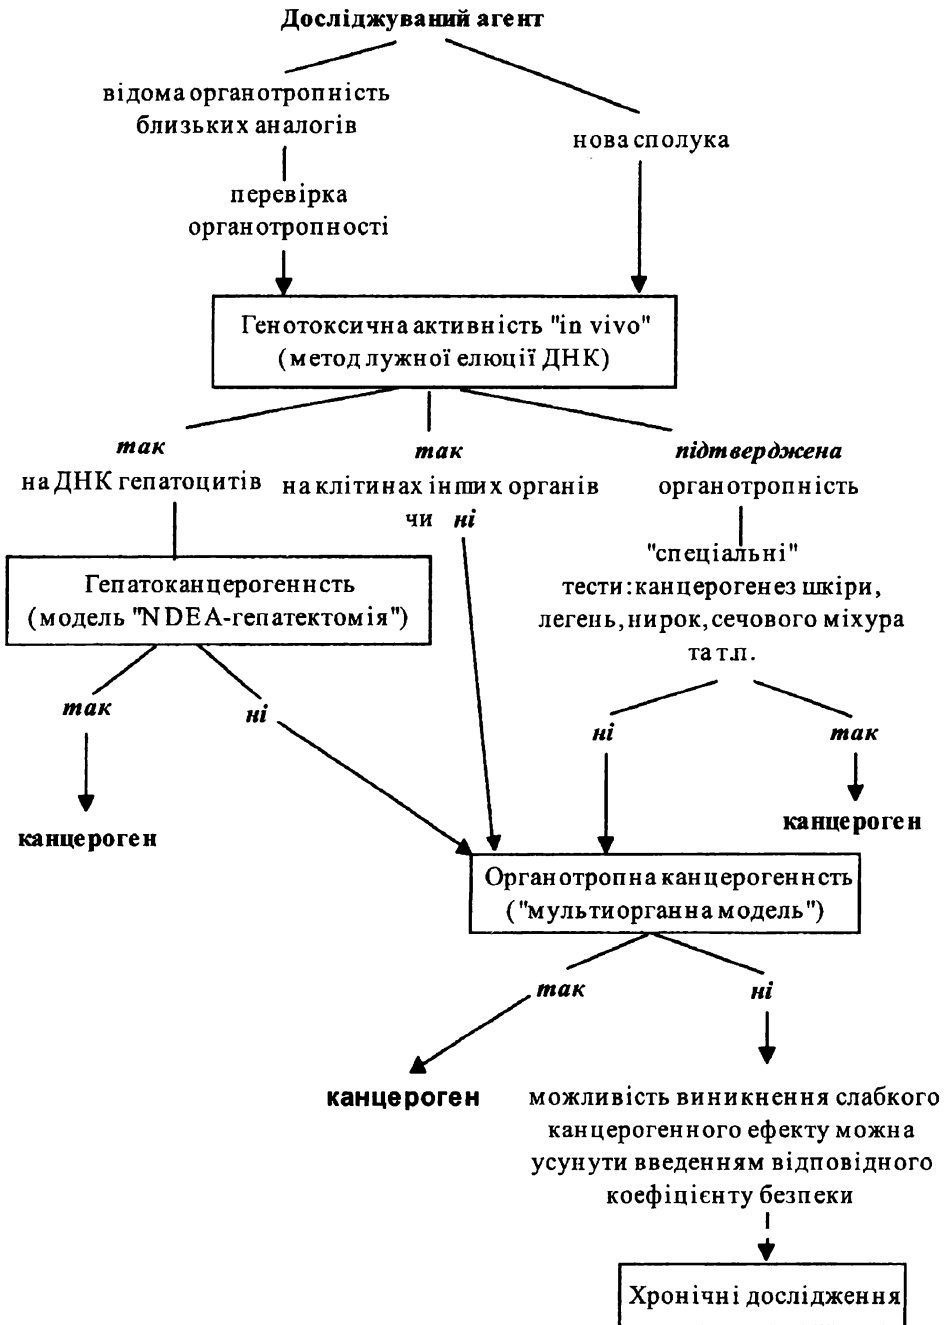 Досліджуваний агент
відома органотропність
близьких аналогів
нова сполука
перевірка
органотропності
Генотоксична активність "in vivo"
(метод лужної елюції ДНК)
так
на ДНК гепатоцитів
так
на клітинах інших органів
чи ні
підтверджена
органотропність
"спеціальні"
тести: канцерогенез шкіри,
легень, нирок, сечового міхура
та т.п.
Гепатоканцерогеннсть
(модель "NDEA-гепатектомія")
так
ні
ні
так
канцероген
канцероген
Органотропна канцерогеннсть
("мультиорганна модель")
так
ні
канцероген
можливість виникнення слабкого
канцерогенного ефекту можна
усунути введенням відповідного
коефіцієнту безпеки
Хронічні дослідження